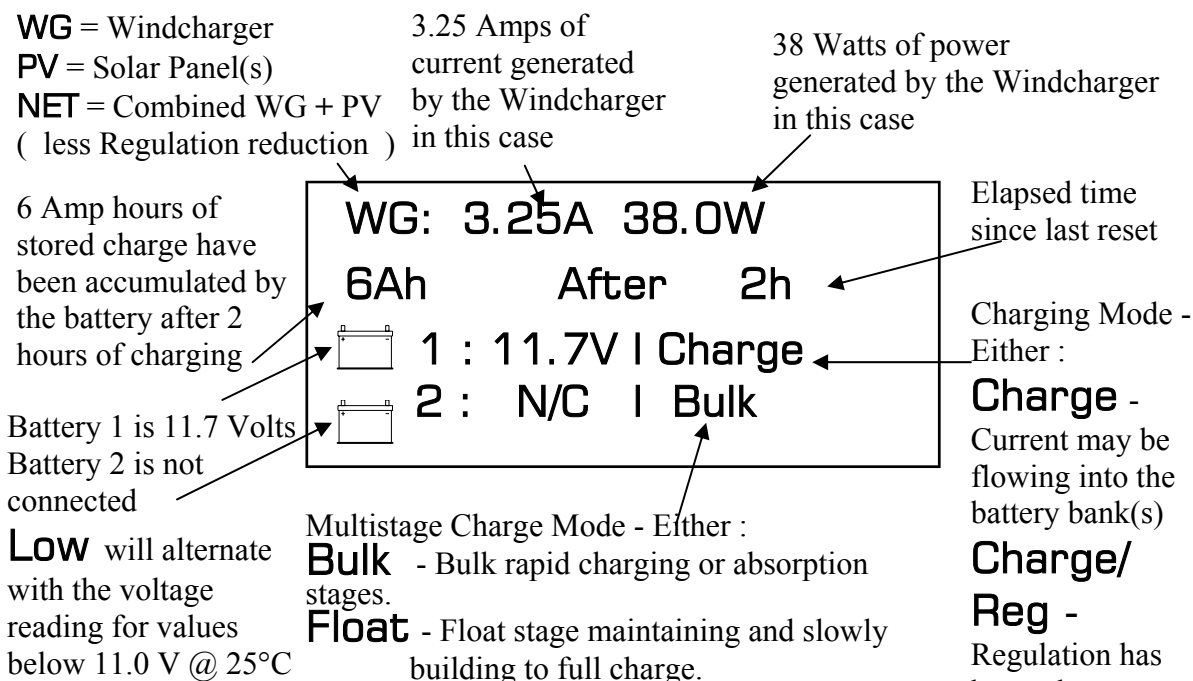 WG = Windcharger
PV = Solar Panel(s)
NET = Combined WG + PV
( less Regulation reduction )
3.25 Amps of
current generated
by the Windcharger
in this case
38 Watts of power
generated by the Windcharger
in this case
6 Amp hours of
stored charge have
been accumulated by
the battery after 2
hours of charging
WG: 3.25A 38.0W
6Ah After 2h
1 : 11.7V | Charge
2 : N/C | Bulk
Elapsed time
since last reset
Battery 1 is 11.7 Volts
Battery 2 is not
connected
Low will alternate
with the voltage
reading for values
below 11.0 V @ 25°C
Multistage Charge Mode - Either :
Bulk - Bulk rapid charging or absorption
stages.
Float - Float stage maintaining and slowly
building to full charge.
Charging Mode -
Either :
Charge -
Current may be
flowing into the
battery bank(s)
Charge/
Reg -
Regulation has